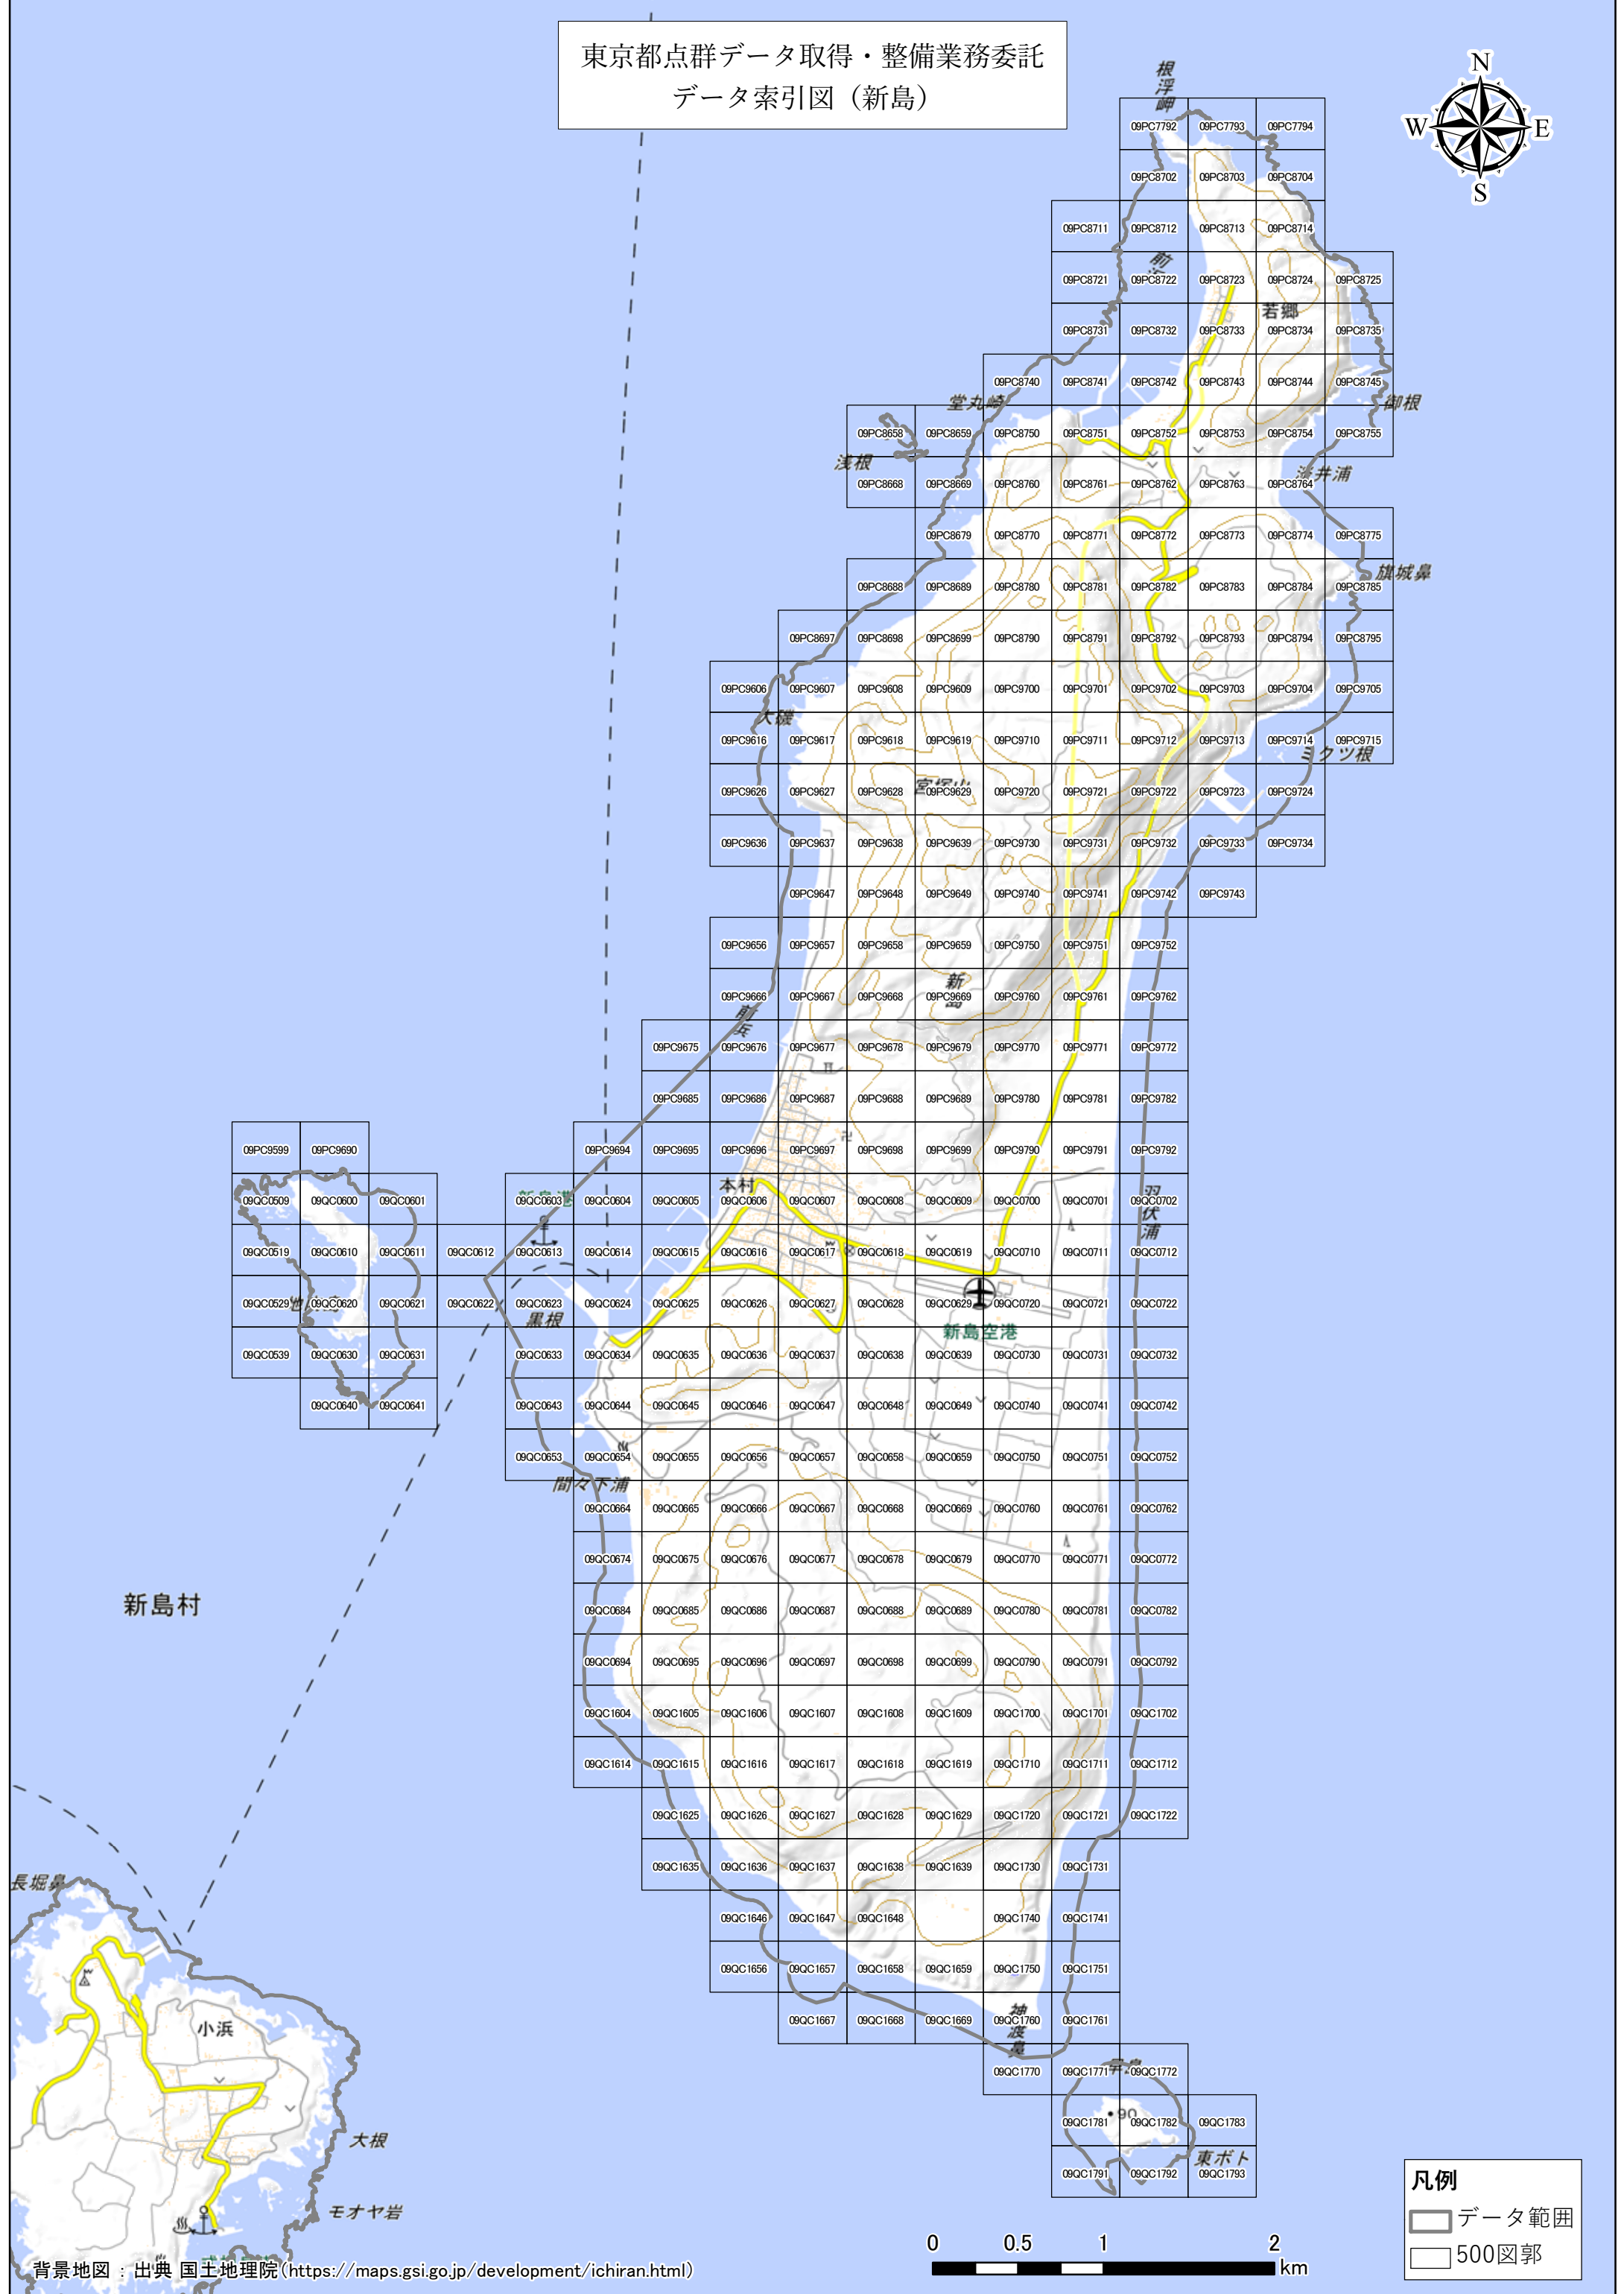 東京都点群データ取得・整備業務委託
データ索引図（新島）
N
W E
S
根浮岬
09PC7792 09PC7793 09PC7794
09PC8702 09PC8703 09PC8704
09PC8711 09PC8712 09PC8713 09PC8714
09PC8721 09PC8722 09PC8723 09PC8724 09PC8725
若郷
09PC8731 09PC8732 09PC8733 09PC8734 09PC8735
09PC8740 09PC8741 09PC8742 09PC8743 09PC8744 09PC8745
堂丸崎 御根
09PC8658 09PC8659 09PC8750 09PC8751 09PC8752 09PC8753 09PC8754 09PC8755
浅根
09PC8668 09PC8669 09PC8760 09PC8761 09PC8762 09PC8763 09PC8764
井浦
09PC8679 09PC8770 09PC8771 09PC8772 09PC8773 09PC8774 09PC8775
旗城鼻
09PC8688 09PC8689 09PC8780 09PC8781 09PC8782 09PC8783 09PC8784 09PC8785
09PC8697 09PC8698 09PC8699 09PC8790 09PC8791 09PC8792 09PC8793 09PC8794 09PC8795
09PC9606 09PC9607 09PC9608 09PC9609 09PC9700 09PC9701 09PC9702 09PC9703 09PC9704 09PC9705
大磯
09PC9616 09PC9617 09PC9618 09PC9619 09PC9710 09PC9711 09PC9712 09PC9713 09PC9714 09PC9715
ミクツ根
宮塚山
09PC9626 09PC9627 09PC9628 09PC9629 09PC9720 09PC9721 09PC9722 09PC9723 09PC9724
09PC9636 09PC9637 09PC9638 09PC9639 09PC9730 09PC9731 09PC9732 09PC9733 09PC9734
09PC9647 09PC9648 09PC9649 09PC9740 09PC9741 09PC9742 09PC9743
09PC9656 09PC9657 09PC9658 09PC9659 09PC9750 09PC9751 09PC9752
新島
09PC9666 09PC9667 09PC9668 09PC9669 09PC9760 09PC9761 09PC9762
前浜
09PC9675 09PC9676 09PC9677 09PC9678 09PC9679 09PC9770 09PC9771 09PC9772
09PC9685 09PC9686 09PC9687 09PC9688 09PC9689 09PC9780 09PC9781 09PC9782
09PC9599 09PC9690 09PC9694 09PC9695 09PC9696 09PC9697 09PC9698 09PC9699 09PC9790 09PC9791 09PC9792
本村
09QC0509 09QC0600 09QC0601 09QC0603 09QC0604 09QC0605 09QC0606 09QC0607 09QC0608 09QC0609 09QC0700 09QC0701 09QC0702
羽伏浦
09QC0519 09QC0610 09QC0611 09QC0612 09QC0613 09QC0614 09QC0615 09QC0616 09QC0617 09QC0618 09QC0619 09QC0710 09QC0711 09QC0712
09QC0529 09QC0620 09QC0621 09QC0622 09QC0623 09QC0624 09QC0625 09QC0626 09QC0627 09QC0628 09QC0629 09QC0720 09QC0721 09QC0722
黒根
新島空港
09QC0539 09QC0630 09QC0631 09QC0633 09QC0634 09QC0635 09QC0636 09QC0637 09QC0638 09QC0639 09QC0730 09QC0731 09QC0732
09QC0640 09QC0641 09QC0643 09QC0644 09QC0645 09QC0646 09QC0647 09QC0648 09QC0649 09QC0740 09QC0741 09QC0742
09QC0653 09QC0654 09QC0655 09QC0656 09QC0657 09QC0658 09QC0659 09QC0750 09QC0751 09QC0752
間々下浦
09QC0664 09QC0665 09QC0666 09QC0667 09QC0668 09QC0669 09QC0760 09QC0761 09QC0762
09QC0674 09QC0675 09QC0676 09QC0677 09QC0678 09QC0679 09QC0770 09QC0771 09QC0772
新島村
09QC0684 09QC0685 09QC0686 09QC0687 09QC0688 09QC0689 09QC0780 09QC0781 09QC0782
09QC0694 09QC0695 09QC0696 09QC0697 09QC0698 09QC0699 09QC0790 09QC0791 09QC0792
09QC1604 09QC1605 09QC1606 09QC1607 09QC1608 09QC1609 09QC1700 09QC1701 09QC1702
09QC1614 09QC1615 09QC1616 09QC1617 09QC1618 09QC1619 09QC1710 09QC1711 09QC1712
09QC1625 09QC1626 09QC1627 09QC1628 09QC1629 09QC1720 09QC1721 09QC1722
09QC1635 09QC1636 09QC1637 09QC1638 09QC1639 09QC1730 09QC1731
長堀鼻
09QC1646 09QC1647 09QC1648 09QC1740 09QC1741
09QC1656 09QC1657 09QC1658 09QC1659 09QC1750 09QC1751
09QC1667 09QC1668 09QC1669 09QC1760 09QC1761
神渡鼻
小浜
09QC1770 09QC1771 09QC1772
90
09QC1781 09QC1782 09QC1783
大根
東ボト
09QC1791 09QC1792 09QC1793
モオヤ岩
凡例
データ範囲
500図郭
0 0.5 1 2
km
背景地図：出典 国土地理院(https://maps.gsi.go.jp/development/ichiran.html)